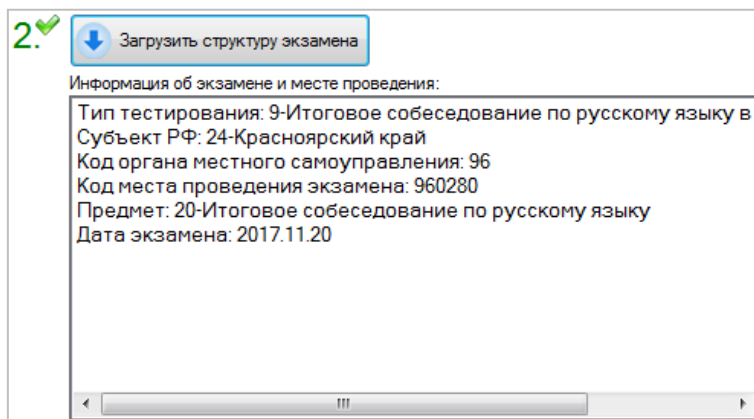 2.
Загрузить структуру экзамена
Информация об экзамене и месте проведения:
Тип тестирования: 9-Итоговое собеседование по русскому языку в
Субъект РФ: 24-Красноярский край
Код органа местного самоуправления: 96
Код места проведения экзамена: 960280
Предмет: 20-Итоговое собеседование по русскому языку
Дата экзамена: 2017.11.20